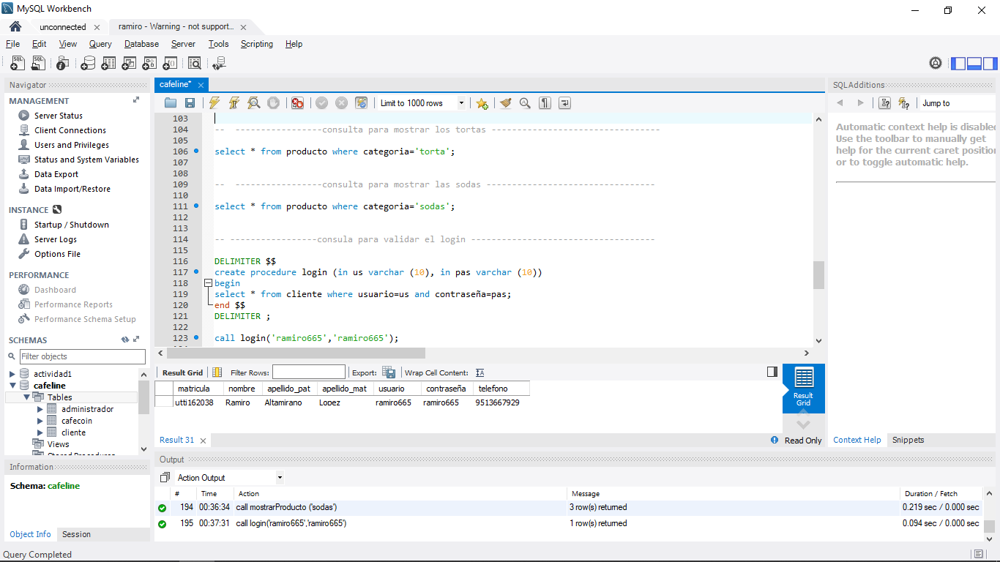 MySQL Workbench
unconnected
ramiro - Warning - not support...
File Edit View Query Database Server Tools Scripting Help
Navigator
MANAGEMENT
Server Status
Client Connections
Users and Privileges
Status and System Variables
Data Export
Data Import/Restore
INSTANCE
Startup / Shutdown
Server Logs
Options File
PERFORMANCE
Dashboard
Performance Reports
Performance Schema Setup
SCHEMAS
Filter objects
actividad1
cafeline
Tables
administrador
cafecoin
cliente
Views
Stored Procedures
Information
Schema: cafeline
Object Info Session
Query Completed
cafeline*
Limit to 1000 rows
103
104 -- -----------------consulta para mostrar los tortas ---------------------------------
105
106 select * from producto where categoria='torta';
107
108
109 -- -----------------consulta para mostrar las sodas ---------------------------------
110
111 select * from producto where categoria='sodas';
112
113
114 -- -----------------consula para validar el login ------------------------------------
115
116 DELIMITER $$
117 create procedure login (in us varchar (10), in pas varchar (10))
118 begin
119 select * from cliente where usuario=us and contraseña=pas;
120 end $$
121 DELIMITER ;
122
123 call login('ramiro665','ramiro665');
Result Grid Filter Rows: Export: Wrap Cell Content:
matricula nombre apellido_pat apellido_mat usuario contraseña telefono
utti162038 Ramiro Altamirano Lopez ramiro665 ramiro665 9513667929
Result Grid
Result 31
Read Only
SQLAdditions
Jump to
Automatic context help is disabled
Use the toolbar to manually get
help for the current caret position
or to toggle automatic help.
Context Help Snippets
Output
Action Output
# Time Action Message Duration / Fetch
194 00:36:34 call mostrarProducto ('sodas') 3 row(s) returned 0.219 sec / 0.000 sec
195 00:37:31 call login('ramiro665','ramiro665') 1 row(s) returned 0.094 sec / 0.000 sec